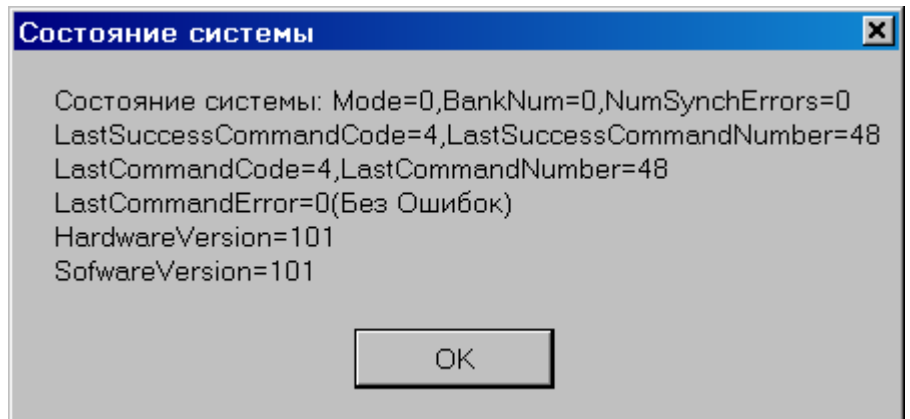 Состояние системы
Состояние системы: Mode=0,BankNum=0,NumSynchErrors=0
LastSuccessCommandCode=4,LastSuccessCommandNumber=48
LastCommandCode=4,LastCommandNumber=48
LastCommandError=0(Без Ошибок)
HardwareVersion=101
SofwareVersion=101
OK